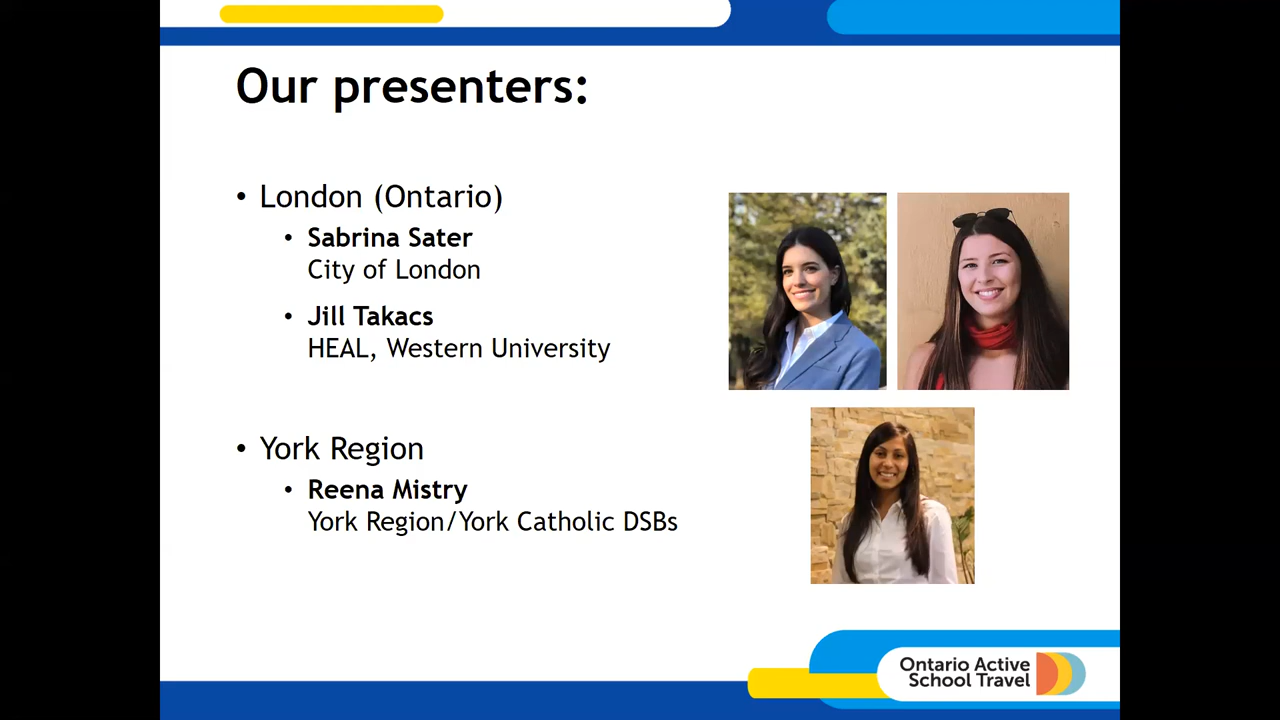 Our presenters:
• London (Ontario)
• Sabrina Sater
City of London
• Jill Takacs
HEAL, Western University
• York Region
• Reena Mistry
York Region/York Catholic DSBs
Ontario Active
School Travel